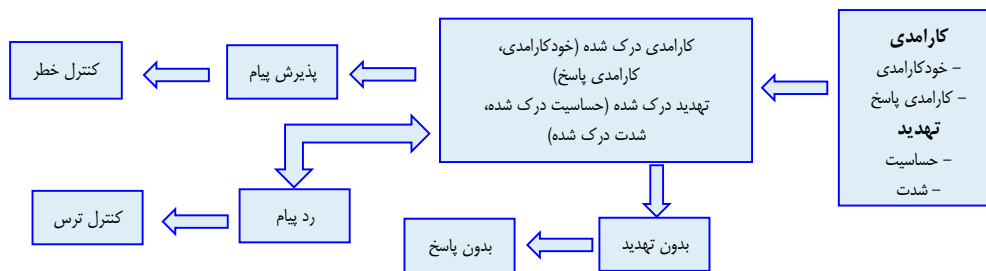 کارامدی
– خودکارامدی
– کارامدی پاسخ
تهدید
– حساسیت
– شدت
کارامدی درک شده (خودکارامدی،
کارامدی پاسخ)
تهدید درک شده (حساسیت درک شده،
شدت درک شده)
پذیرش پیام
کنترل خطر
رد پیام
کنترل ترس
بدون تهدید
بدون پاسخ